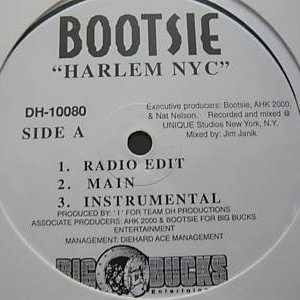 BOOTSIE
"HARLEM NYC"
DH-10080
SIDE A
Executive producers: Bootsie, AHK 2000,
& Nat Nelson. Recorded and mixed @
UNIQUE Studios New York, N.Y.
Mixed by: Jim Janik
1. RADIO EDIT
2. MAIN
3. INSTRUMENTAL
PRODUCED BY: ' I ' FOR TEAM DH PRODUCTIONS
ASSOCIATE PRODUCERS: AHK 2000 & BOOTSIE FOR BIG BUCKS
ENTERTAINMENT
MANAGEMENT: DIEHARD ACE MANAGEMENT
BIG BUCKS